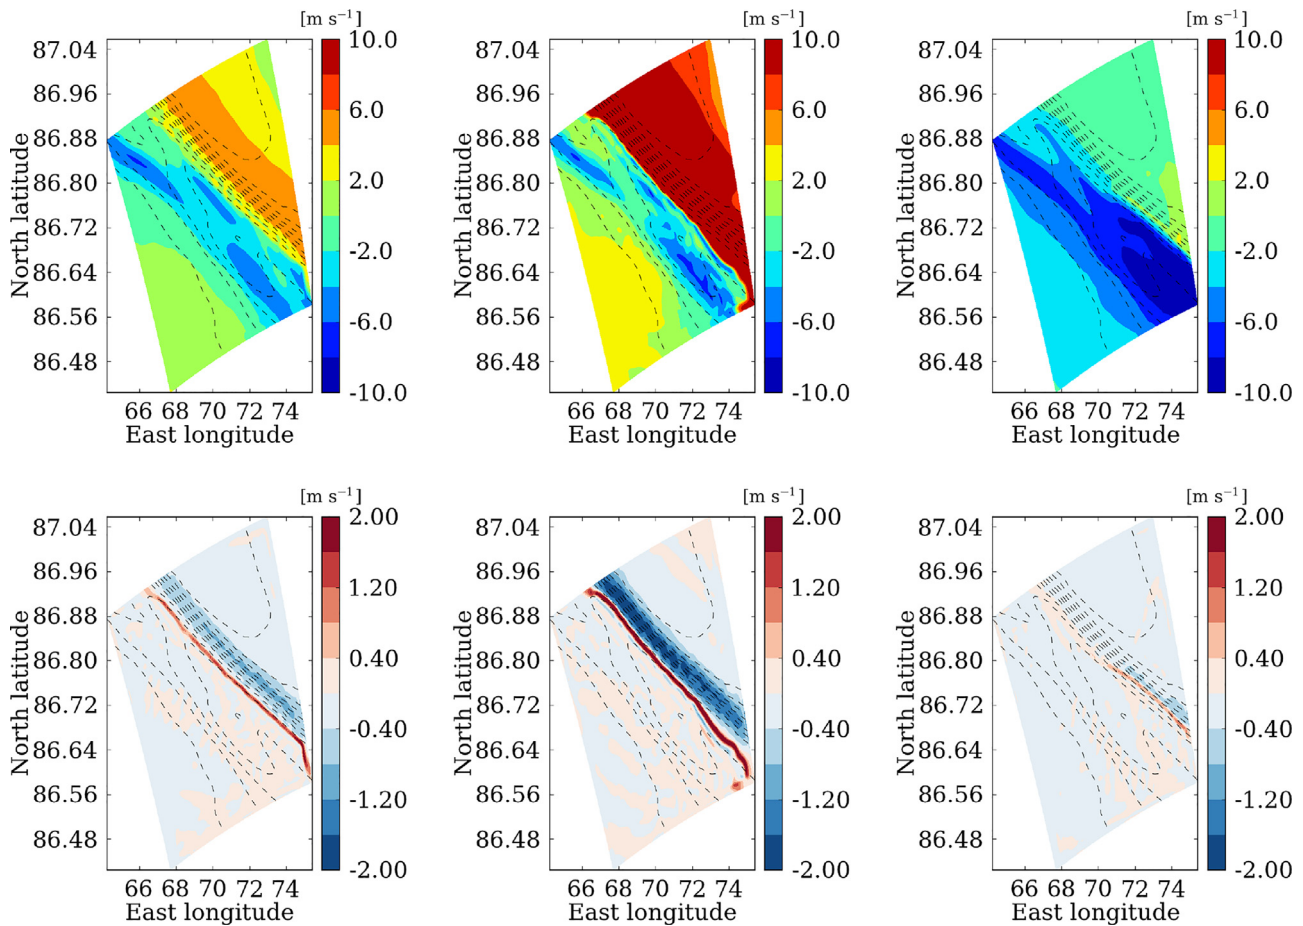 [m s⁻¹] [m s⁻¹] [m s⁻¹]
87.04 10.0 87.04 10.0 87.04 10.0
86.96 6.0 86.96 6.0 86.96 6.0
86.88 86.88 86.88
86.80 2.0 86.80 2.0 86.80 2.0
86.72 -2.0 86.72 -2.0 86.72 -2.0
86.64 86.64 86.64
86.56 -6.0 86.56 -6.0 86.56 -6.0
86.48 -10.0 86.48 -10.0 86.48 -10.0
North latitude North latitude North latitude
66 68 70 72 74 66 68 70 72 74 66 68 70 72 74
East longitude East longitude East longitude
[m s⁻¹] [m s⁻¹] [m s⁻¹]
87.04 2.00 87.04 2.00 87.04 2.00
86.96 1.20 86.96 1.20 86.96 1.20
86.88 86.88 86.88
86.80 0.40 86.80 0.40 86.80 0.40
86.72 -0.40 86.72 -0.40 86.72 -0.40
86.64 86.64 86.64
86.56 -1.20 86.56 -1.20 86.56 -1.20
86.48 -2.00 86.48 -2.00 86.48 -2.00
North latitude North latitude North latitude
66 68 70 72 74 66 68 70 72 74 66 68 70 72 74
East longitude East longitude East longitude